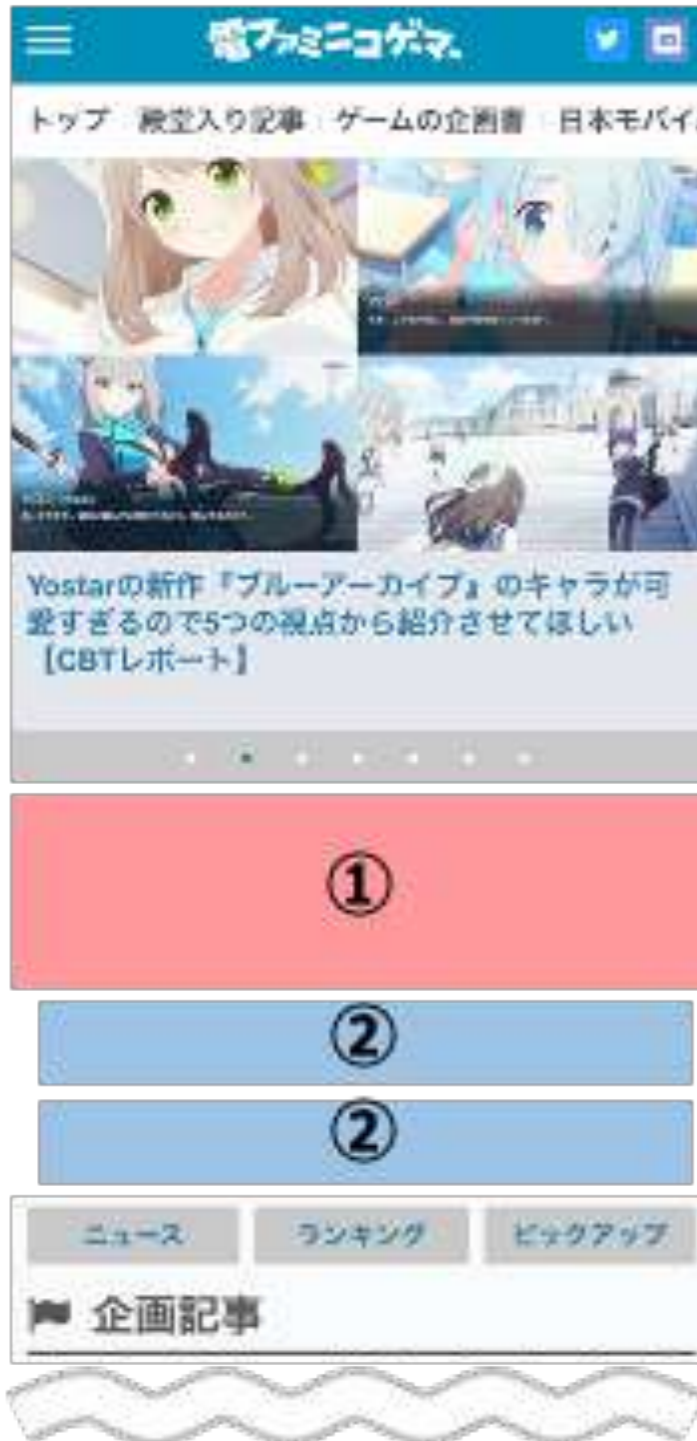 電ファミニコゲーマー
トップ 殿堂入り記事 ゲームの企画書 日本モバイ
Yostarの新作『ブルーアーカイブ』のキャラが可
愛すぎるので5つの視点から紹介させてほしい
【CBTレポート】
①
②
②
ニュース ランキング ピックアップ
企画記事